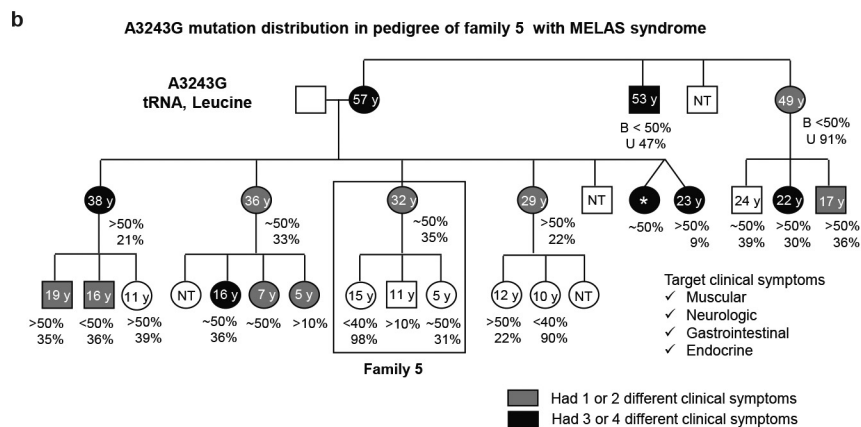 b
A3243G mutation distribution in pedigree of family 5 with MELAS syndrome
A3243G
tRNA, Leucine
57 y
53 y
NT
49 y
B < 50%
U 47%
B <50%
U 91%
38 y
36 y
32 y
29 y
NT
*
23 y
24 y
22 y
17 y
>50%
21%
~50%
33%
~50%
35%
>50%
22%
~50%
>50%
9%
~50%
39%
>50%
30%
>50%
36%
19 y
16 y
11 y
NT
16 y
7 y
5 y
15 y
11 y
5 y
12 y
10 y
NT
>50%
35%
<50%
36%
>50%
39%
~50%
36%
~50%
>10%
<40%
98%
>10%
~50%
31%
>50%
22%
<40%
90%
Family 5
Target clinical symptoms
✓ Muscular
✓ Neurologic
✓ Gastrointestinal
✓ Endocrine
Had 1 or 2 different clinical symptoms
Had 3 or 4 different clinical symptoms